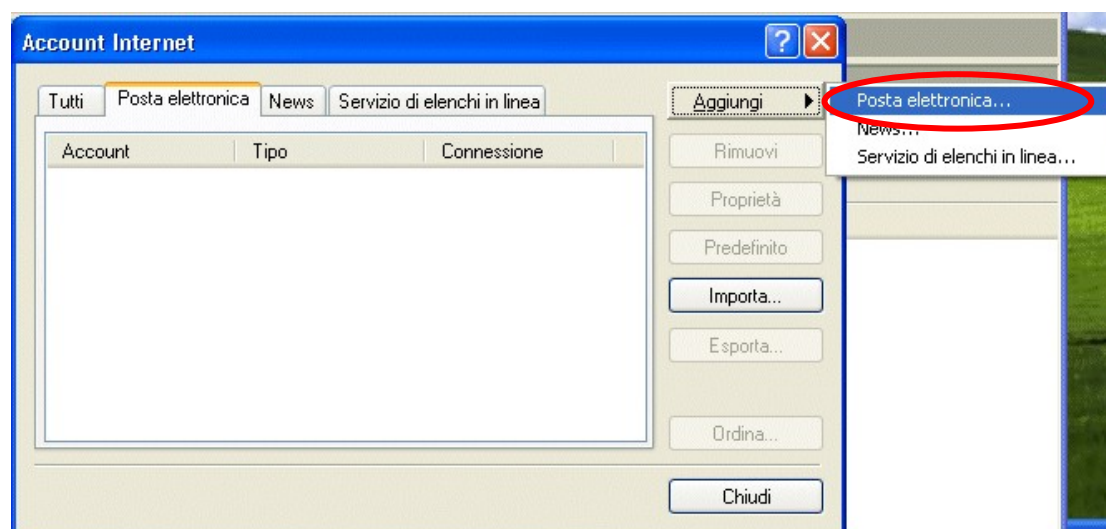 Account Internet
Tutti Posta elettronica News Servizio di elenchi in linea
Account Tipo Connessione
Aggiungi
Rimuovi
Proprietà
Predefinito
Importa...
Esporta...
Ordina...
Chiudi
Posta elettronica...
News...
Servizio di elenchi in linea...